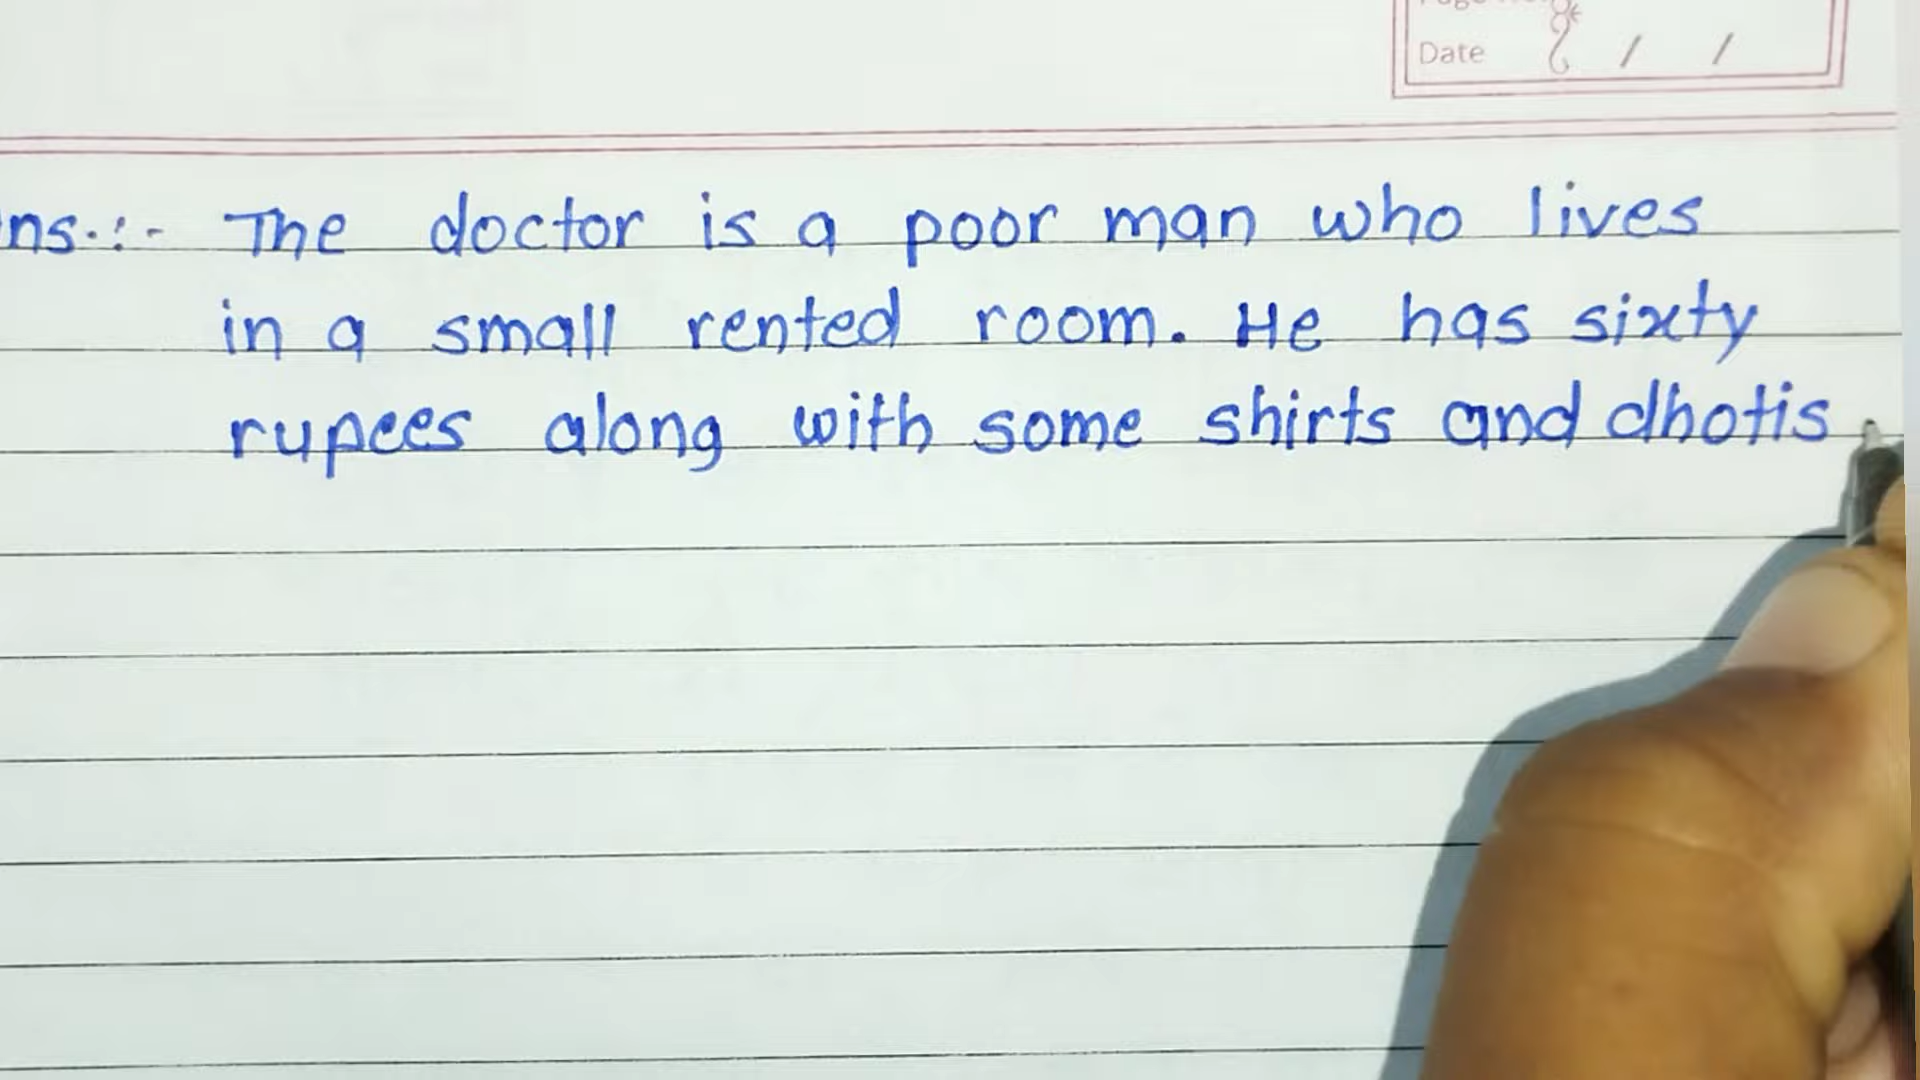 Date / /
ns.:- The doctor is a poor man who lives
in a small rented room. He has sixty
rupees along with some shirts and dhotis